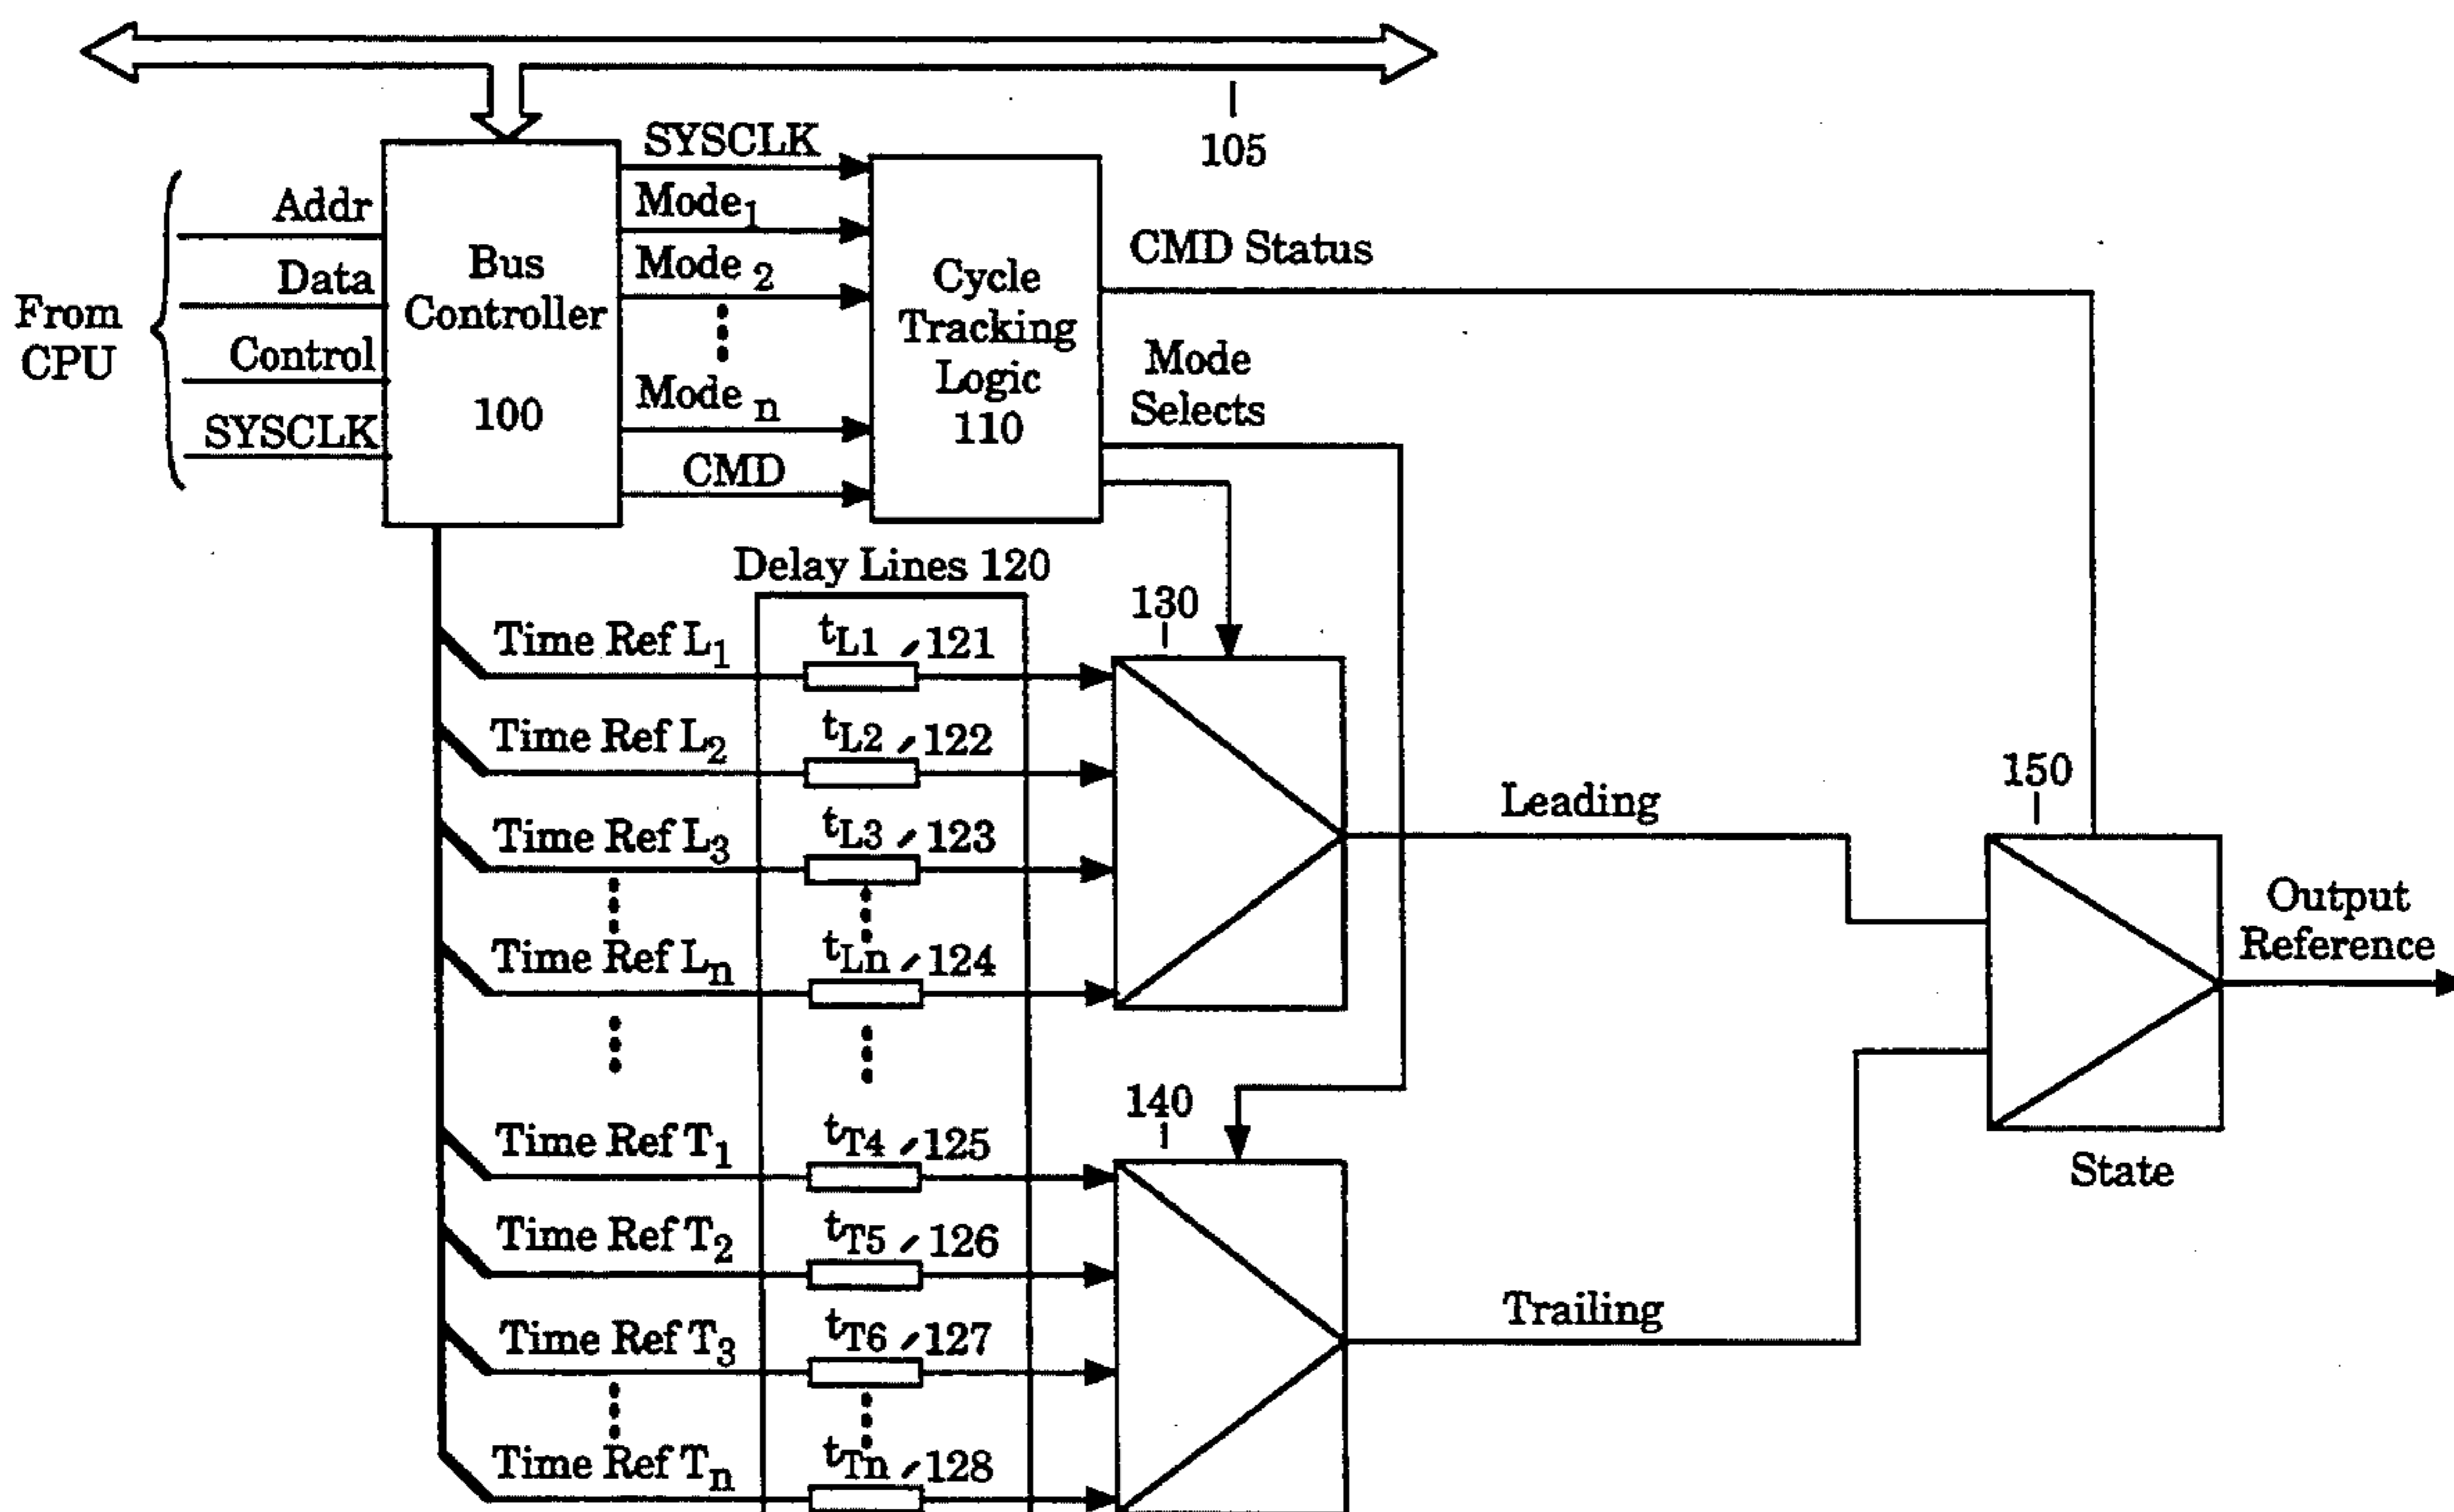 105
From
CPU
Addr
Data
Control
SYSCLK
Bus
Controller
100
SYSCLK
Mode1
Mode 2
Mode n
CMD
Cycle
Tracking
Logic
110
CMD Status
Mode
Selects
Delay Lines 120
Time Ref L1
tL1 121
Time Ref L2
tL2 122
Time Ref L3
tL3 123
Time Ref Ln
tLn 124
130
Leading
150
Output
Reference
State
Time Ref T1
tT4 125
Time Ref T2
tT5 126
Time Ref T3
tT6 127
Time Ref Tn
tTn 128
140
Trailing